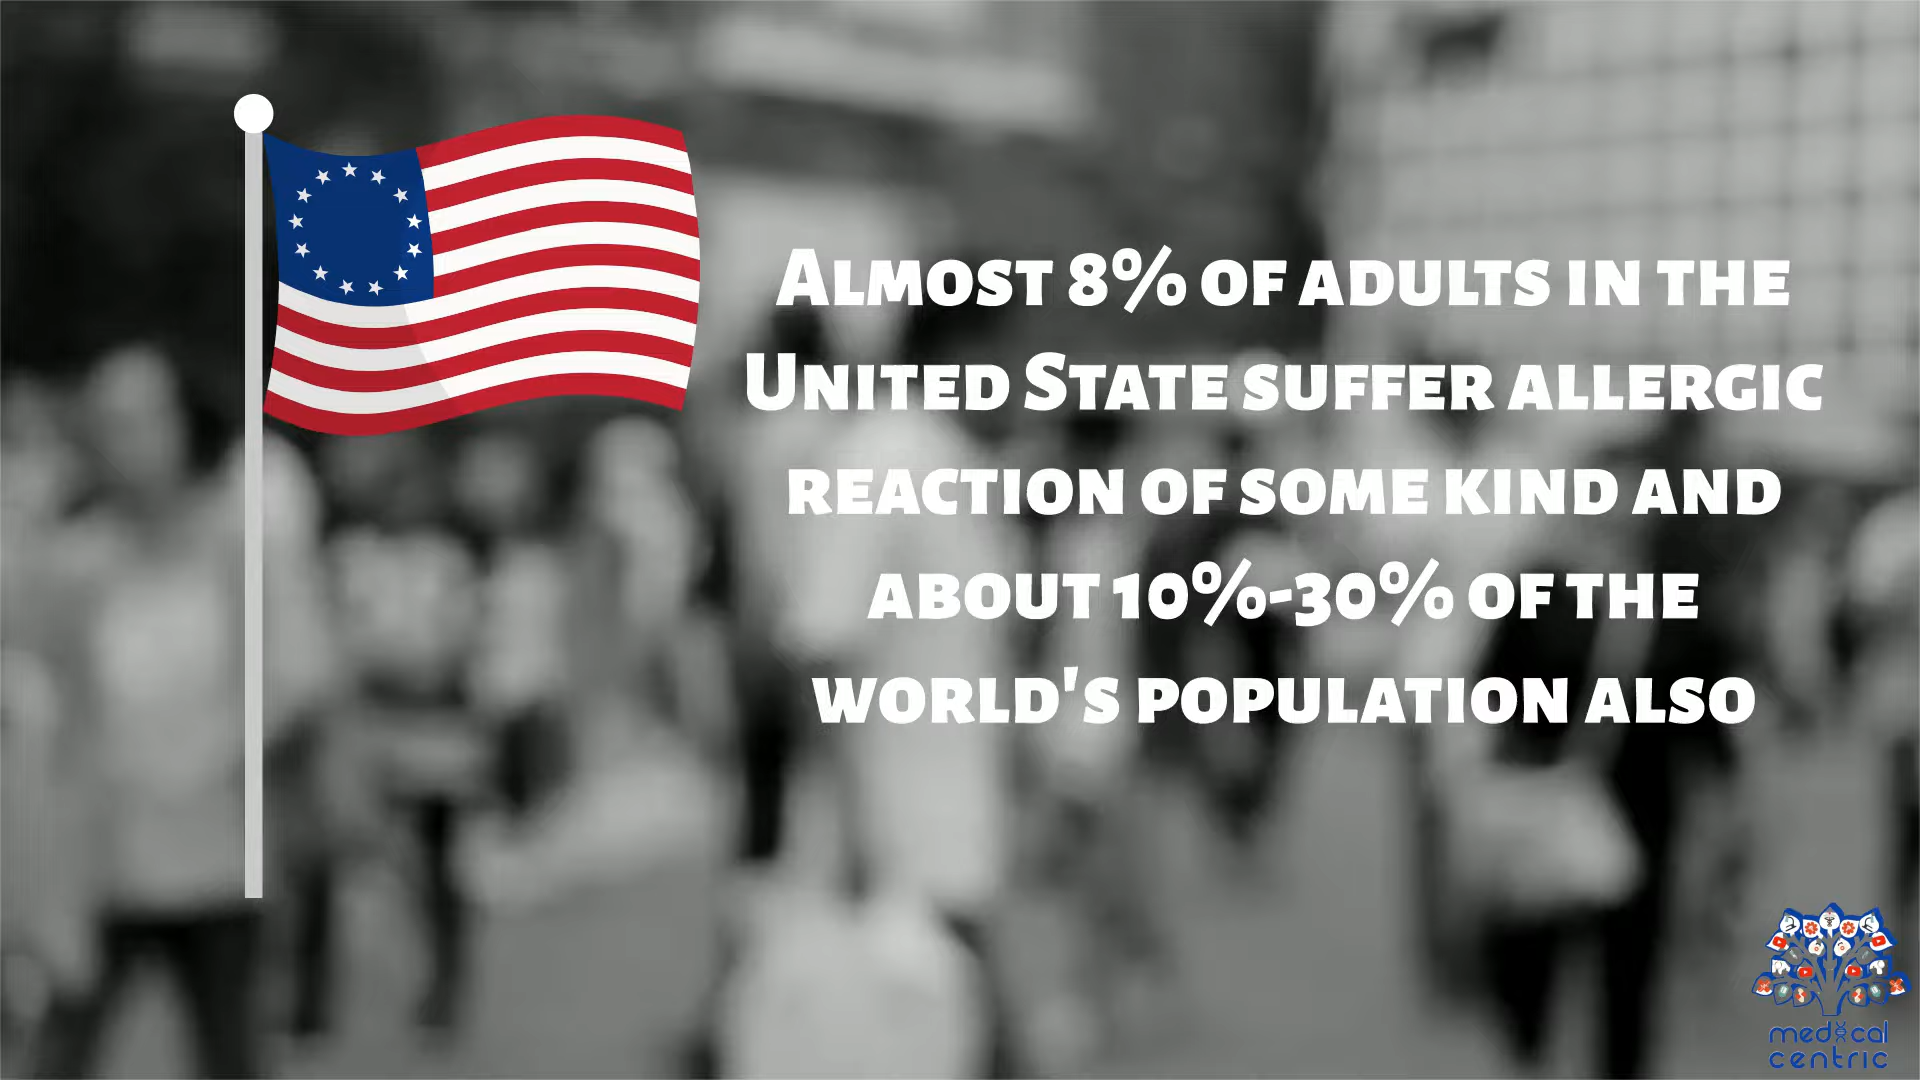 Almost 8% of adults in the
United State suffer allergic
reaction of some kind and
about 10%-30% of the
world's population also
medical
centric